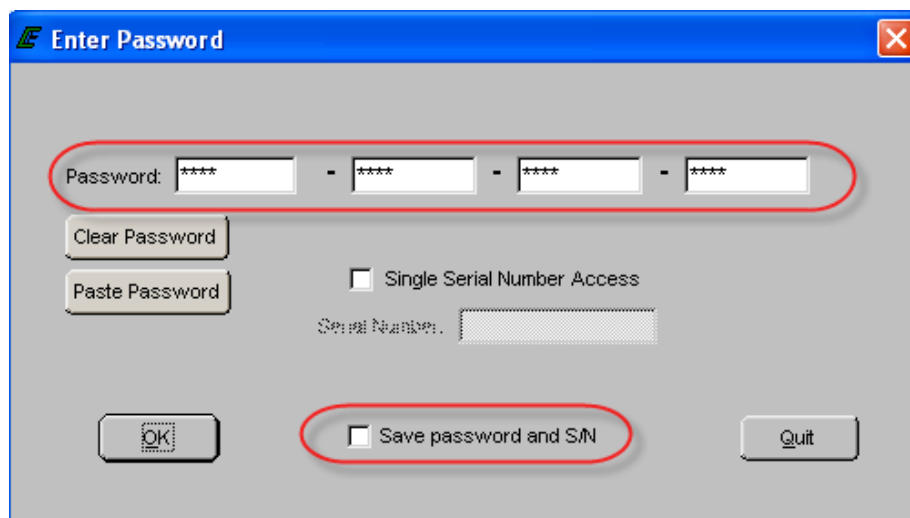 Enter Password
Password: **** - **** - **** - ****
Clear Password
Paste Password
Single Serial Number Access
Serial Number:
OK
Save password and S/N
Quit